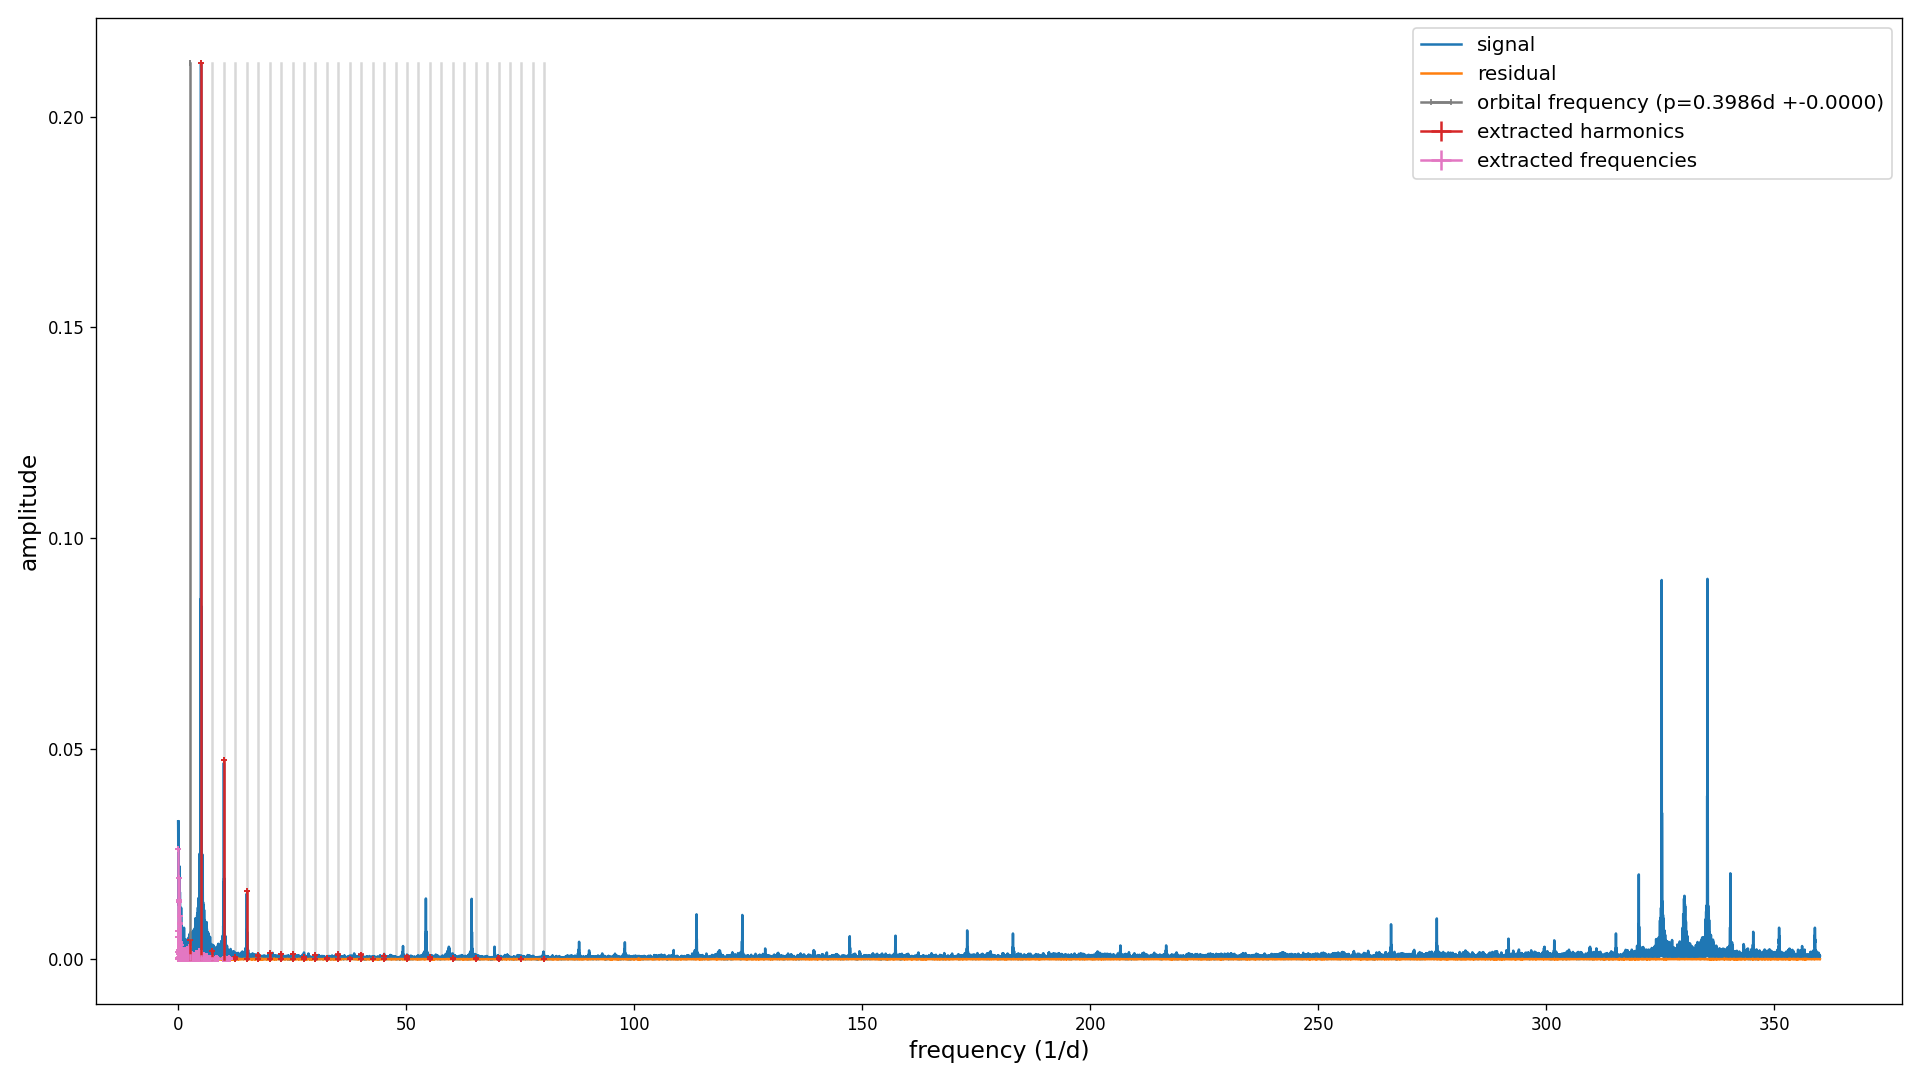 signal
residual
orbital frequency (p=0.3986d +-0.0000)
extracted harmonics
extracted frequencies
0.20
0.15
0.10
0.05
0.00
amplitude
0 50 100 150 200 250 300 350
frequency (1/d)